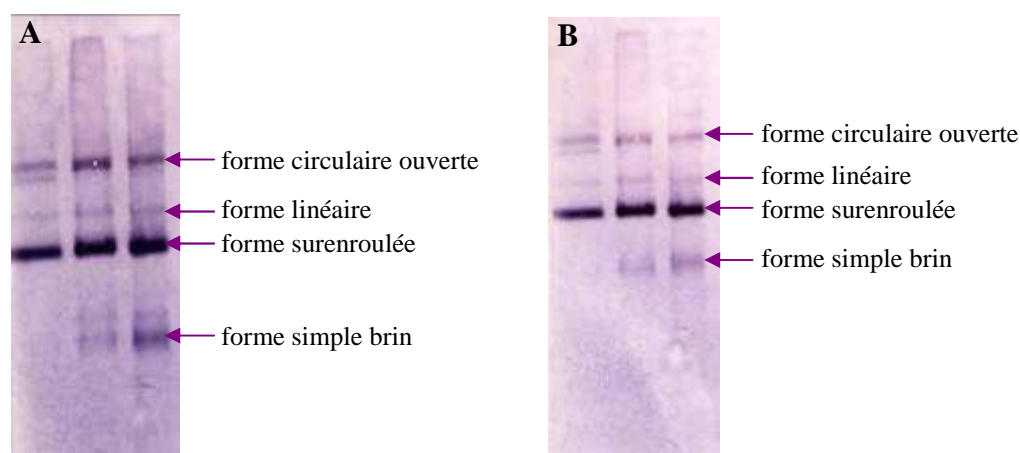 A
forme circulaire ouverte
forme linéaire
forme surenroulée
forme simple brin
B
forme circulaire ouverte
forme linéaire
forme surenroulée
forme simple brin